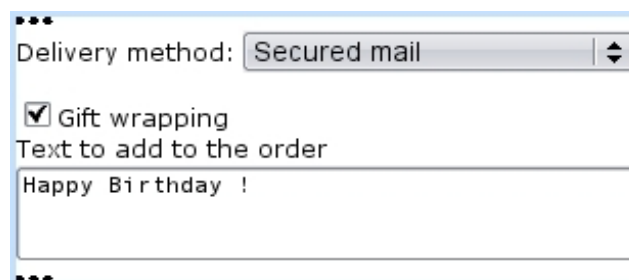 •••
Delivery method: Secured mail
Gift wrapping
Text to add to the order
Happy Birthday !
•••